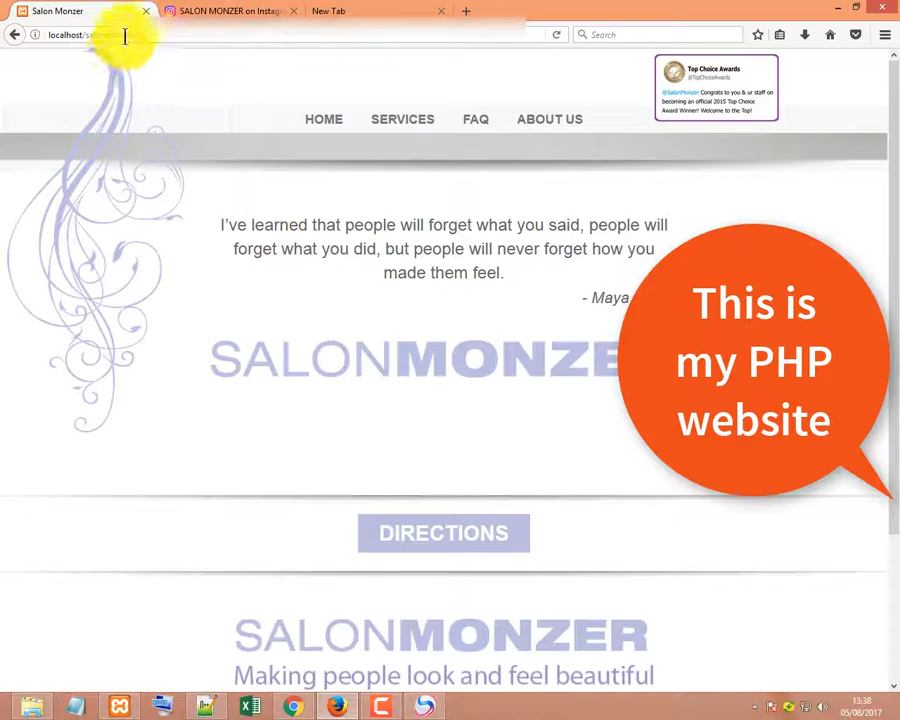 Salon Monzer
SALON MONZER on Instag
New Tab
localhost/
Search
Top Choice Awards
@TopChoiceAwards
@SalonMonzer Congrats to you & ur staff on
becoming an official 2015 Top Choice
Award Winner! Welcome to the Top!
HOME SERVICES FAQ ABOUT US
I've learned that people will forget what you said, people will
forget what you did, but people will never forget how you
made them feel.
- Maya
SALONMONZE
This is
my PHP
website
DIRECTIONS
SALONMONZER
Making people look and feel beautiful
13:38
05/08/2017